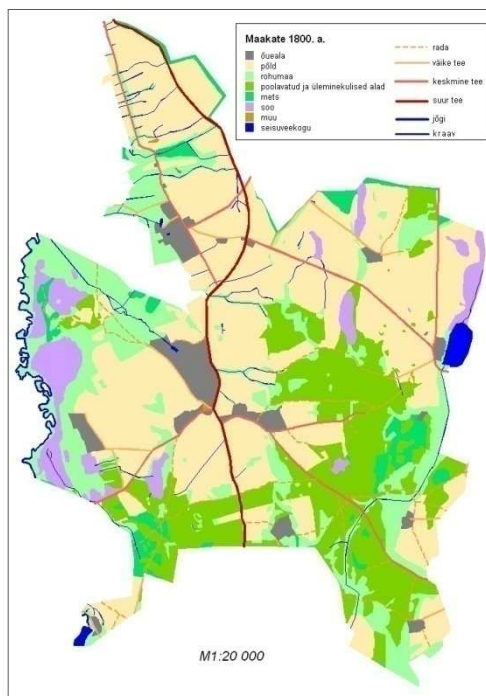 Maakate 1800. a.
õueala
põld
rohumaa
poolavatud ja üleminekulised alad
mets
soo
muu
seisuveekogu
rada
väike tee
keskmine tee
suur tee
jõgi
kraav
M1:20 000